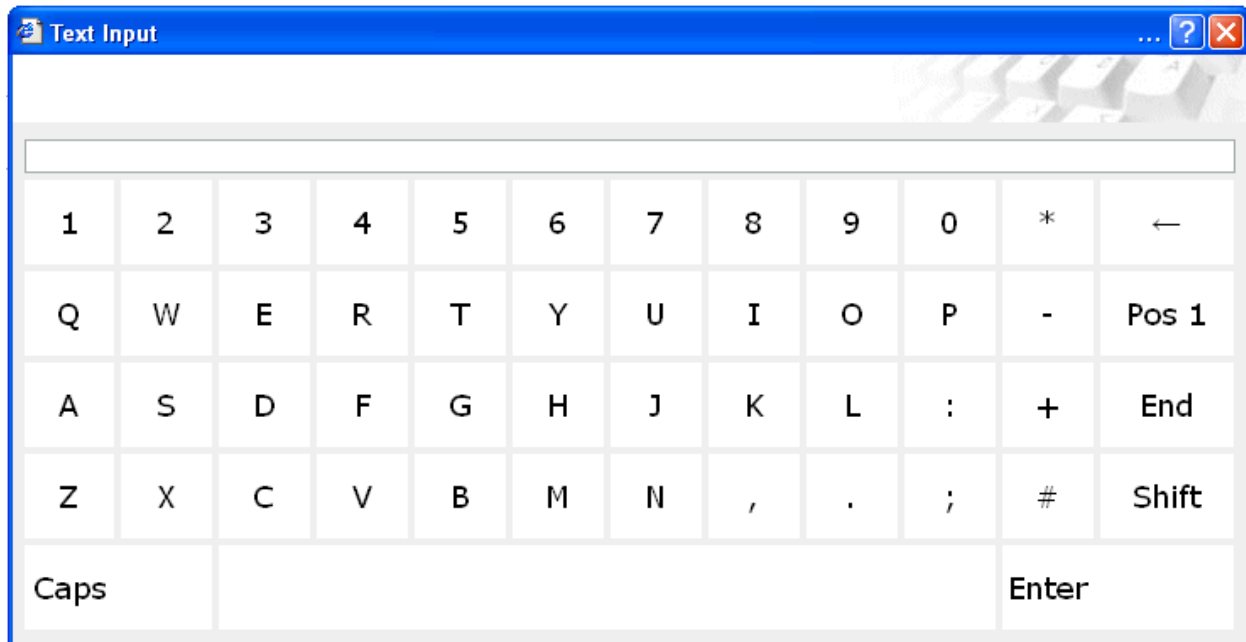 Text Input ... ?
1 2 3 4 5 6 7 8 9 0 * ←
Q W E R T Y U I O P - Pos 1
A S D F G H J K L : + End
Z X C V B M N , . ; # Shift
Caps Enter